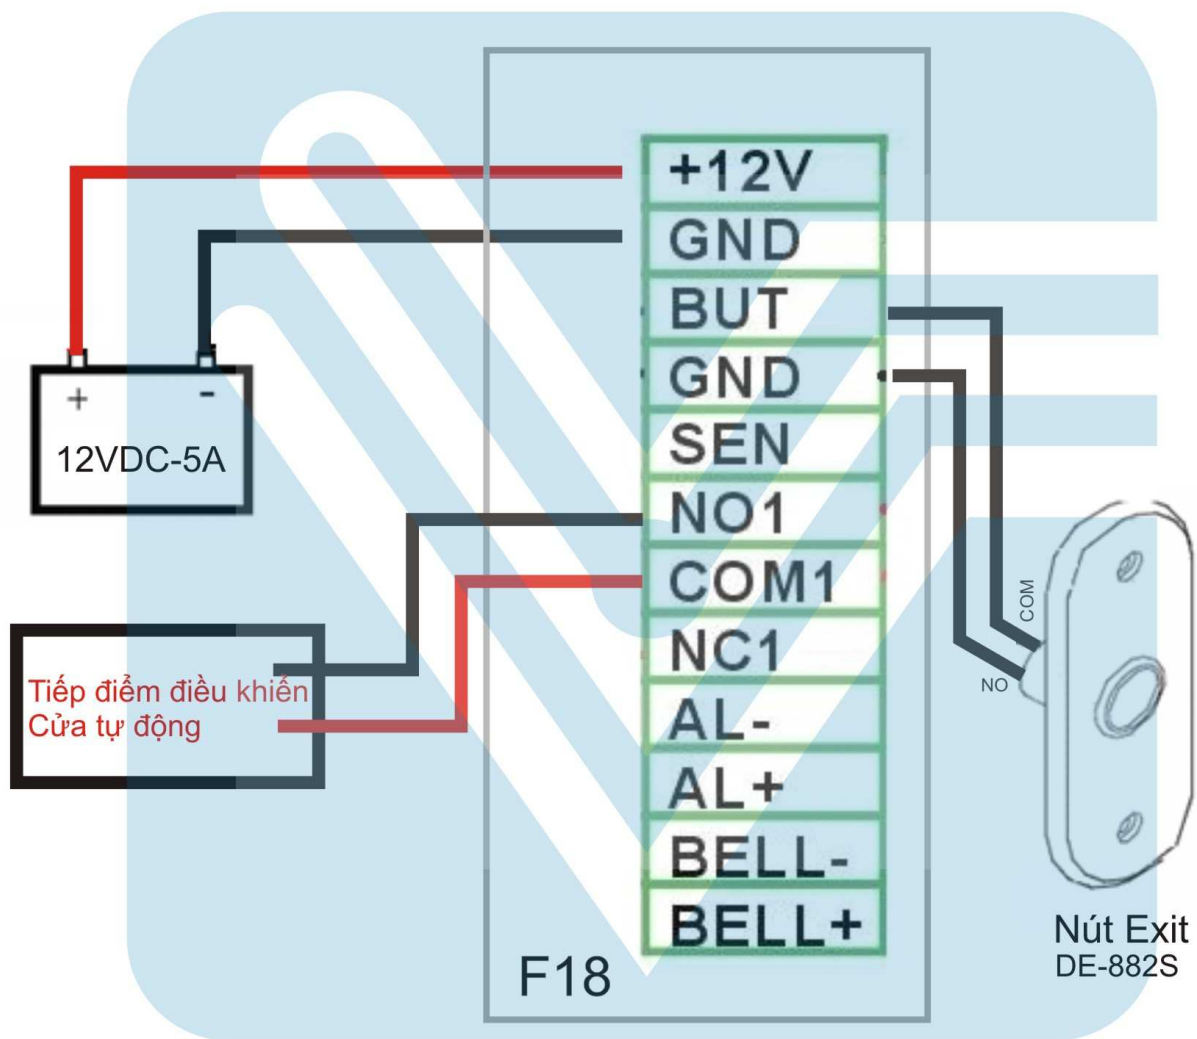 +12V
GND
BUT
GND
SEN
NO1
COM1
NC1
AL-
AL+
BELL-
BELL+
F18
+ -
12VDC-5A
Tiếp điểm điều khiển
Cửa tự động
COM
NO
Nút Exit
DE-882S